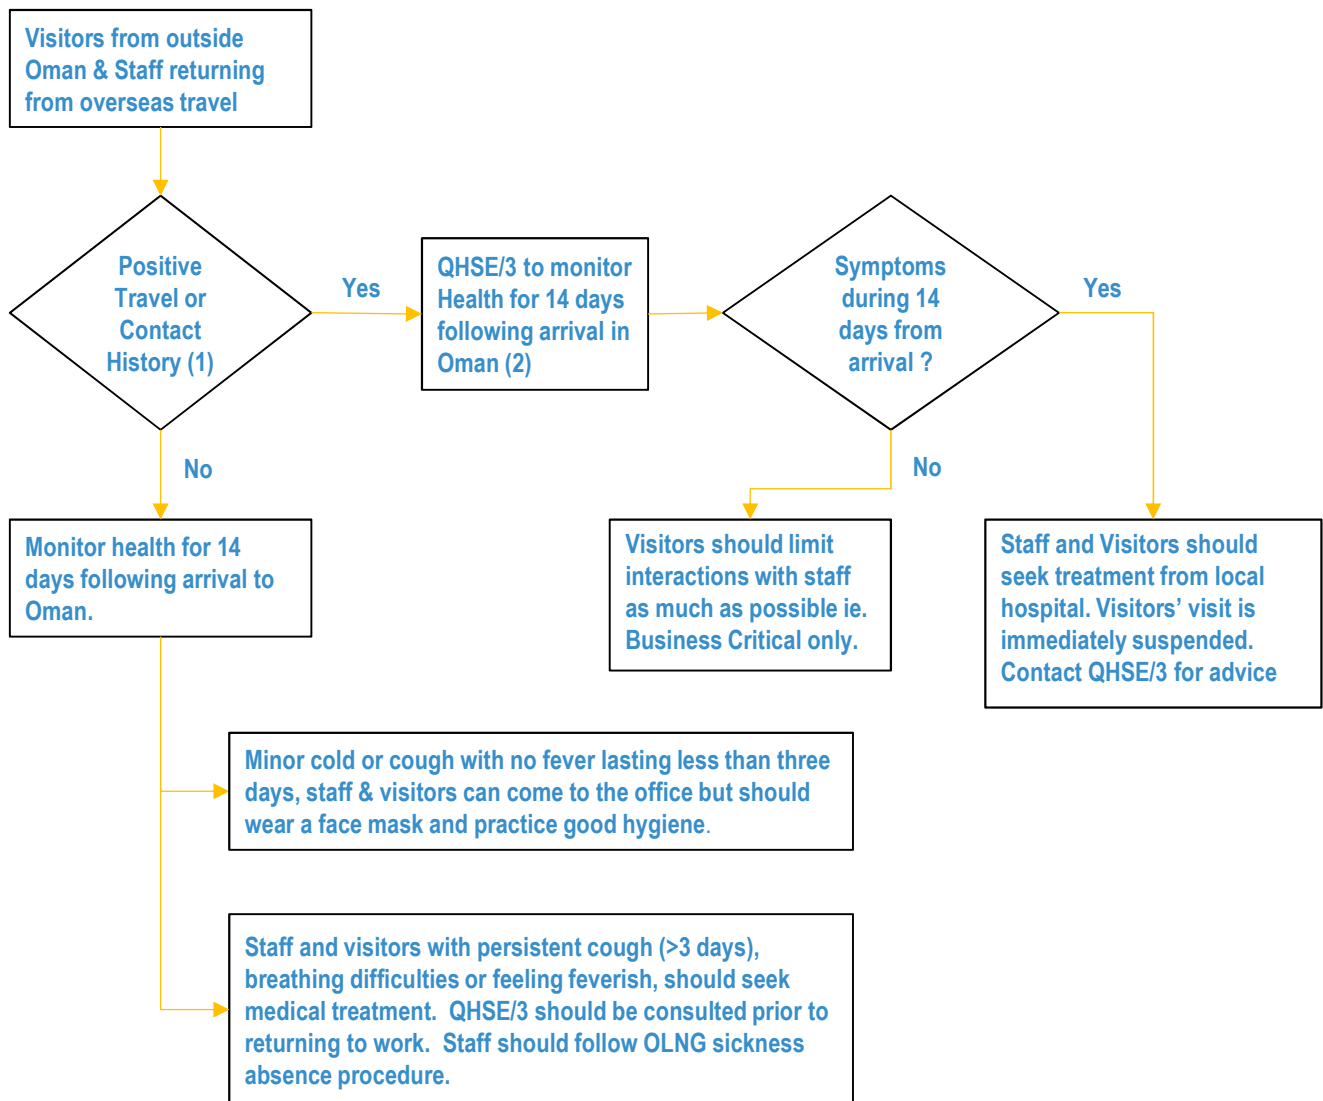 Visitors from outside
Oman & Staff returning
from overseas travel
Positive
Travel or
Contact
History (1)
Yes
QHSE/3 to monitor
Health for 14 days
following arrival in
Oman (2)
Symptoms
during 14
days from
arrival ?
Yes
No
No
Monitor health for 14
days following arrival to
Oman.
Visitors should limit
interactions with staff
as much as possible ie.
Business Critical only.
Staff and Visitors should
seek treatment from local
hospital. Visitors’ visit is
immediately suspended.
Contact QHSE/3 for advice
Minor cold or cough with no fever lasting less than three
days, staff & visitors can come to the office but should
wear a face mask and practice good hygiene.
Staff and visitors with persistent cough (>3 days),
breathing difficulties or feeling feverish, should seek
medical treatment.  QHSE/3 should be consulted prior to
returning to work.  Staff should follow OLNG sickness
absence procedure.